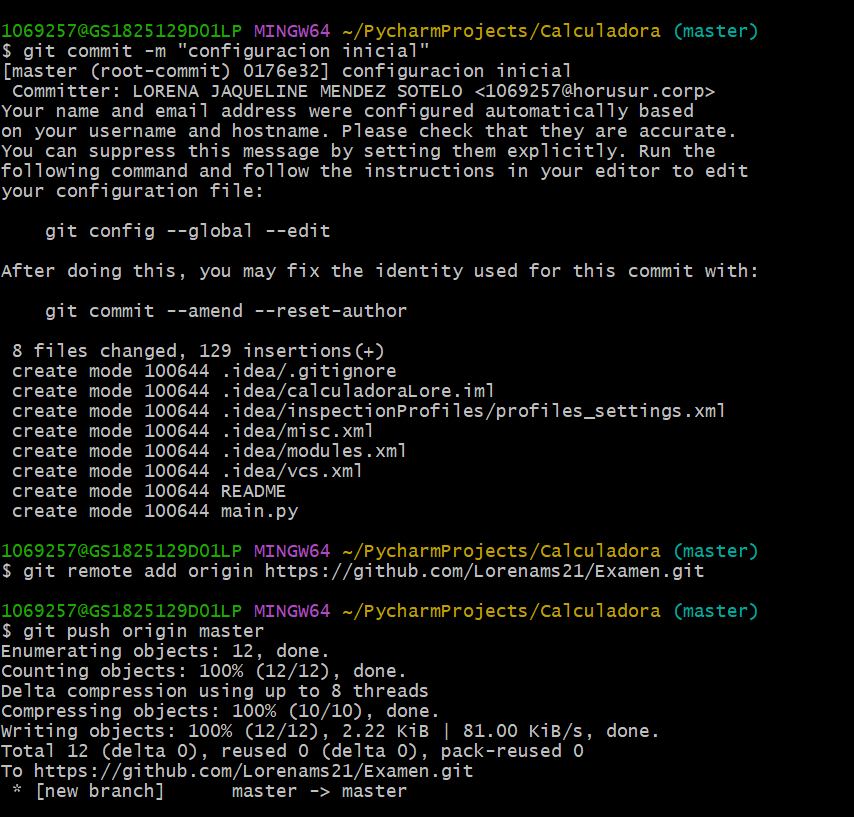 1069257@GS1825129D01LP MINGW64 ~/PycharmProjects/Calculadora (master)
$ git commit -m "configuracion inicial"
[master (root-commit) 0176e32] configuracion inicial
 Committer: LORENA JAQUELINE MENDEZ SOTELO <1069257@horusur.corp>
Your name and email address were configured automatically based
on your username and hostname. Please check that they are accurate.
You can suppress this message by setting them explicitly. Run the
following command and follow the instructions in your editor to edit
your configuration file:

    git config --global --edit

After doing this, you may fix the identity used for this commit with:

    git commit --amend --reset-author

 8 files changed, 129 insertions(+)
 create mode 100644 .idea/.gitignore
 create mode 100644 .idea/calculadoraLore.iml
 create mode 100644 .idea/inspectionProfiles/profiles_settings.xml
 create mode 100644 .idea/misc.xml
 create mode 100644 .idea/modules.xml
 create mode 100644 .idea/vcs.xml
 create mode 100644 README
 create mode 100644 main.py

1069257@GS1825129D01LP MINGW64 ~/PycharmProjects/Calculadora (master)
$ git remote add origin https://github.com/Lorenams21/Examen.git

1069257@GS1825129D01LP MINGW64 ~/PycharmProjects/Calculadora (master)
$ git push origin master
Enumerating objects: 12, done.
Counting objects: 100% (12/12), done.
Delta compression using up to 8 threads
Compressing objects: 100% (10/10), done.
Writing objects: 100% (12/12), 2.22 KiB | 81.00 KiB/s, done.
Total 12 (delta 0), reused 0 (delta 0), pack-reused 0
To https://github.com/Lorenams21/Examen.git
 * [new branch]      master -> master